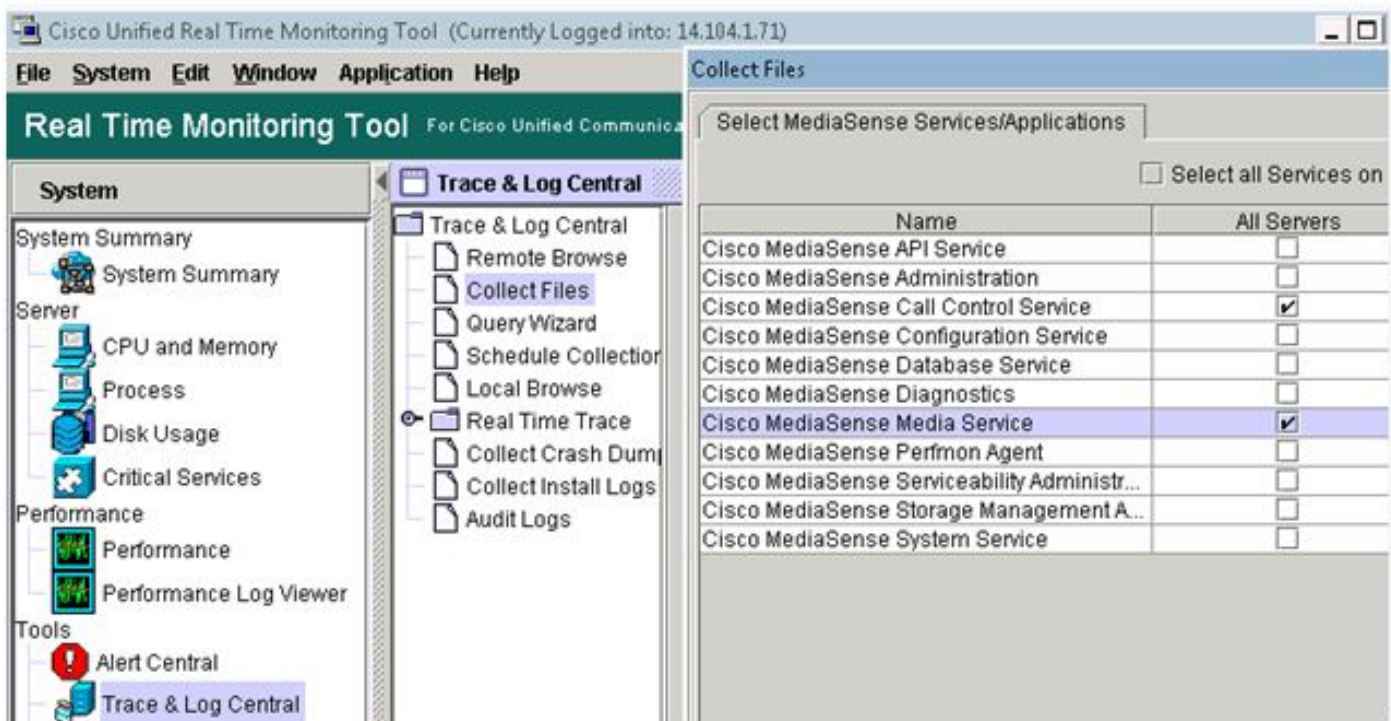 Cisco Unified Real Time Monitoring Tool (Currently Logged into: 14.104.1.71)
File System Edit Window Application Help
Real Time Monitoring Tool For Cisco Unified Communica
System
System Summary
System Summary
Server
CPU and Memory
Process
Disk Usage
Critical Services
Performance
Performance
Performance Log Viewer
Tools
Alert Central
Trace & Log Central
Trace & Log Central
Trace & Log Central
Remote Browse
Collect Files
Query Wizard
Schedule Collection
Local Browse
Real Time Trace
Collect Crash Dump
Collect Install Logs
Audit Logs
Collect Files
Select MediaSense Services/Applications
Select all Services on
Name All Servers
Cisco MediaSense API Service
Cisco MediaSense Administration
Cisco MediaSense Call Control Service
Cisco MediaSense Configuration Service
Cisco MediaSense Database Service
Cisco MediaSense Diagnostics
Cisco MediaSense Media Service
Cisco MediaSense Perfmon Agent
Cisco MediaSense Serviceability Administr...
Cisco MediaSense Storage Management A...
Cisco MediaSense System Service